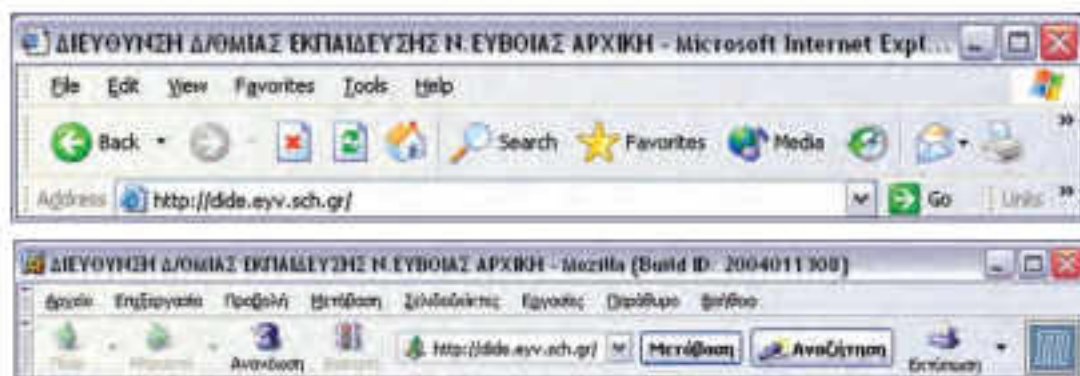 ΔΙΕΥΘΥΝΣΗ Δ/ΘΜΙΑΣ ΕΚΠΑΙΔΕΥΣΗΣ Ν. ΕΥΒΟΙΑΣ ΑΡΧΙΚΗ - Microsoft Internet Expl...
File Edit View Favorites Tools Help
Back Search Favorites Media
Address http://dide.eyv.sch.gr/ Go Links
ΔΙΕΥΘΥΝΣΗ Δ/ΘΜΙΑΣ ΕΚΠΑΙΔΕΥΣΗΣ Ν. ΕΥΒΟΙΑΣ ΑΡΧΙΚΗ - Mozilla {Build ID: 2004011308}
Αρχείο Επεξεργασία Προβολή Μετάβαση Σελιδοδείκτες Εργασίες Παράθυρο Βοήθεια
http://dide.eyv.sch.gr/ Μετάβαση Αναζήτηση
Ανανέωση Εκτύπωση